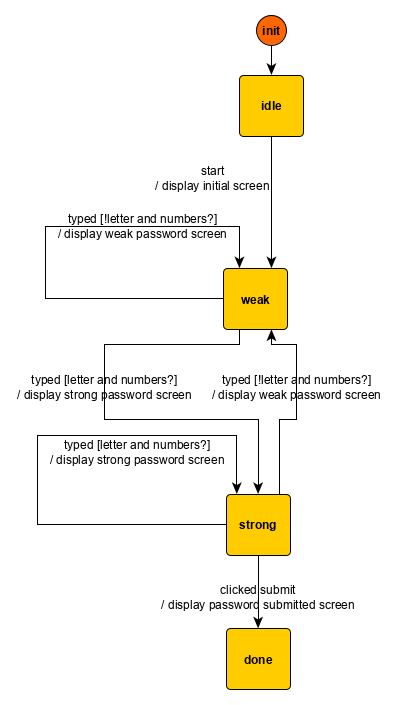 init
idle
start
/ display initial screen
typed [!letter and numbers?]
/ display weak password screen
weak
typed [letter and numbers?]
/ display strong password screen
typed [!letter and numbers?]
/ display weak password screen
typed [letter and numbers?]
/ display strong password screen
strong
clicked submit
/ display password submitted screen
done